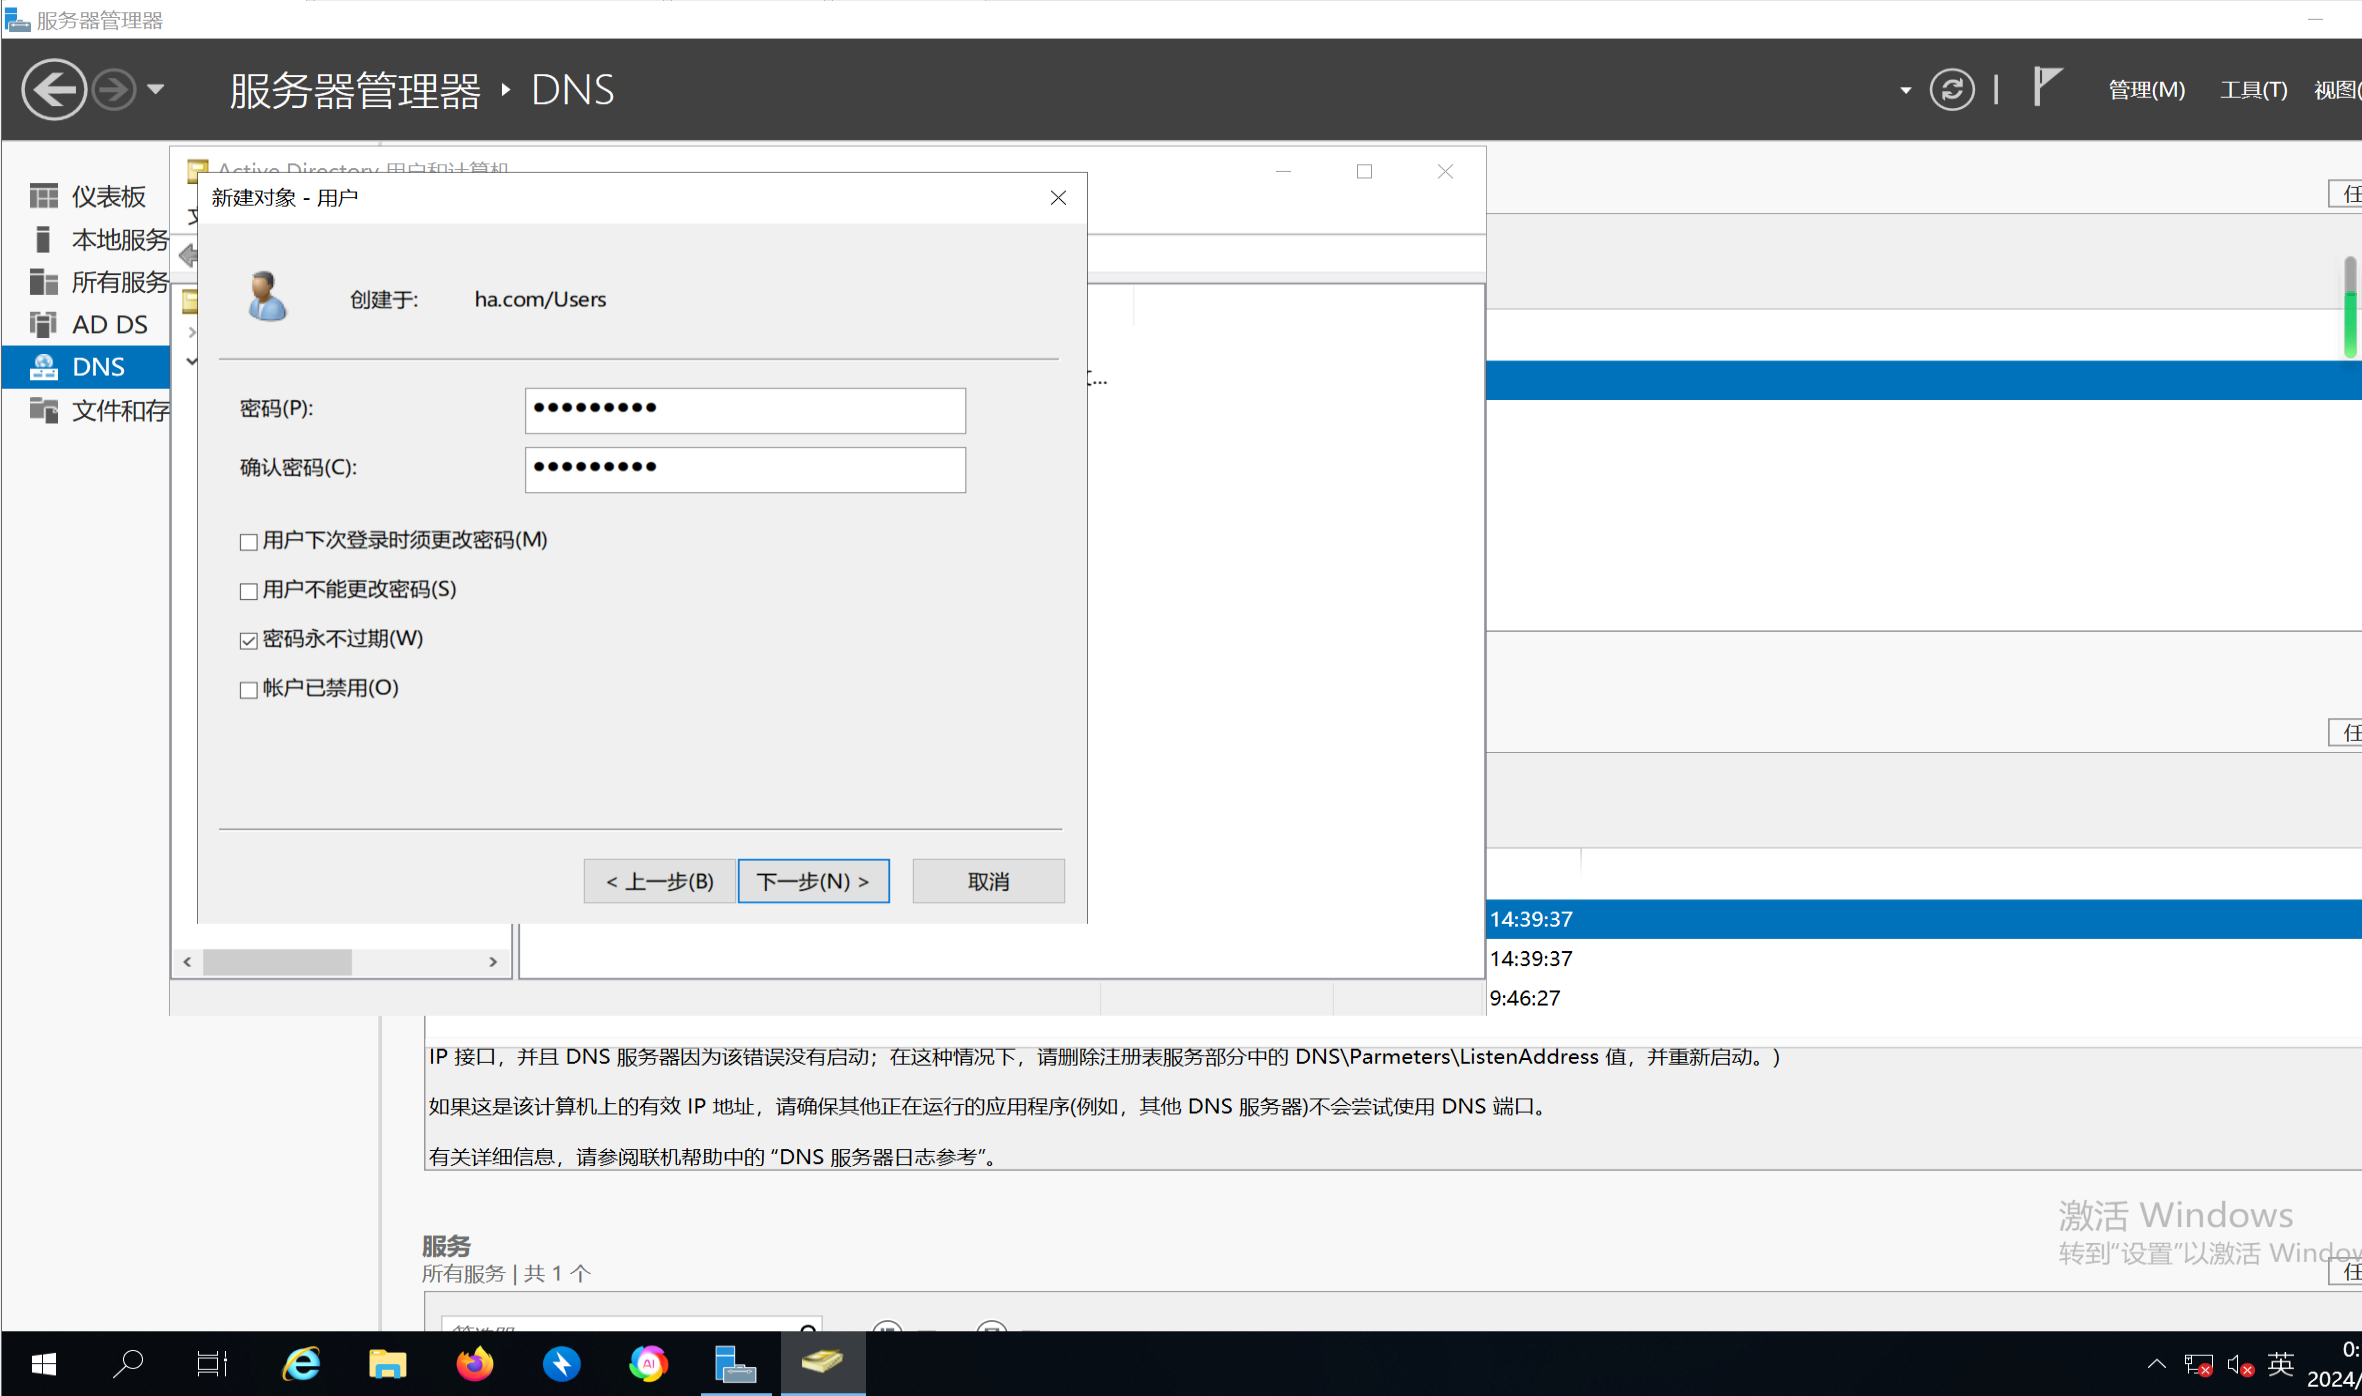 服务器管理器
服务器管理器 DNS
管理(M) 工具(T) 视图(
仪表板
本地服务
所有服务
AD DS
DNS
文件和存
Active Directory 用户和计算机
新建对象 - 用户
创建于: ha.com/Users
密码(P): ●●●●●●●●●
确认密码(C): ●●●●●●●●●
用户下次登录时须更改密码(M)
用户不能更改密码(S)
密码永不过期(W)
帐户已禁用(O)
< 上一步(B) 下一步(N) > 取消
任
任
14:39:37
14:39:37
9:46:27
IP 接口，并且 DNS 服务器因为该错误没有启动；在这种情况下，请删除注册表服务部分中的 DNS\Parmeters\ListenAddress 值，并重新启动。)
如果这是该计算机上的有效 IP 地址，请确保其他正在运行的应用程序(例如，其他 DNS 服务器)不会尝试使用 DNS 端口。
有关详细信息，请参阅联机帮助中的 “DNS 服务器日志参考”。
服务
所有服务 | 共 1 个
任
激活 Windows
转到“设置”以激活 Window
AI
英
0:
2024/